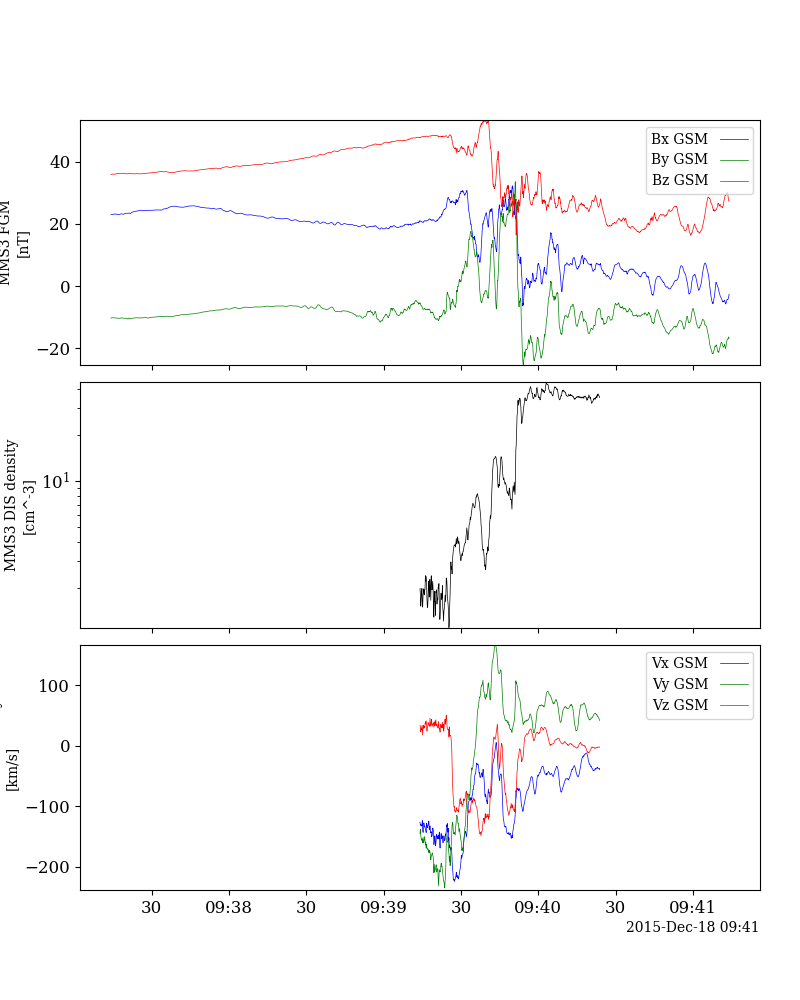 MMS3 FGM
[nT]
40
20
0
−20
Bx GSM
By GSM
Bz GSM
MMS3 DIS density
[cm^-3]
10^1
[km/s]
100
0
−100
−200
Vx GSM
Vy GSM
Vz GSM
30 09:38 30 09:39 30 09:40 30 09:41
2015-Dec-18 09:41